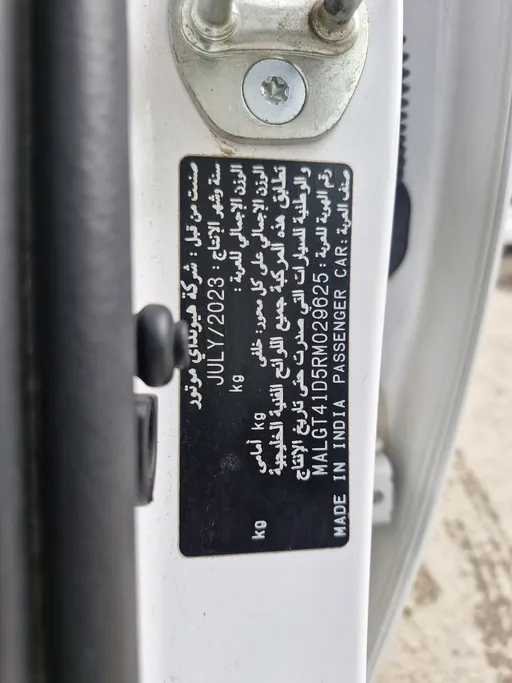 صنعت من قبل : شركة هيونداي موتور
سنة وشهر الإنتاج : JULY/2023
الوزن الإجمالي للعربة : kg
الوزن الإجمالي على كل محور: خلفي kg أمامي kg
تطابق هذه المركبة جميع اللوائح الفنية الخليجية
والوطنية للسيارات التي صدرت حتى تاريخ الإنتاج
رقم الهوية للعربة : MALGT41D5RM029625
صنف العربة : MADE IN INDIA PASSENGER CAR